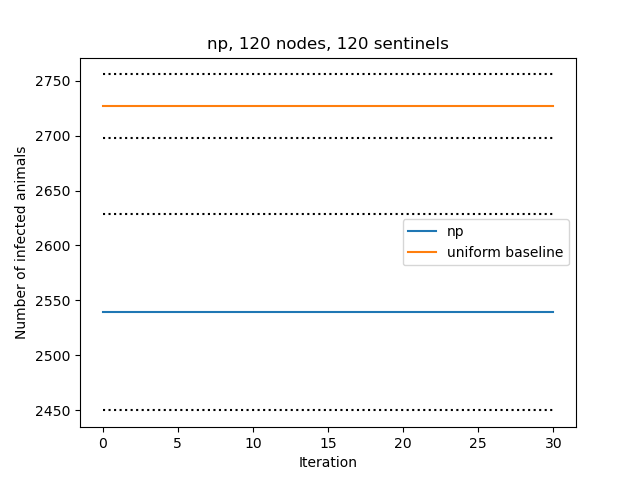 np, 120 nodes, 120 sentinels
2750
2700
2650
2600
2550
2500
2450
Number of infected animals
np
uniform baseline
0 5 10 15 20 25 30
Iteration